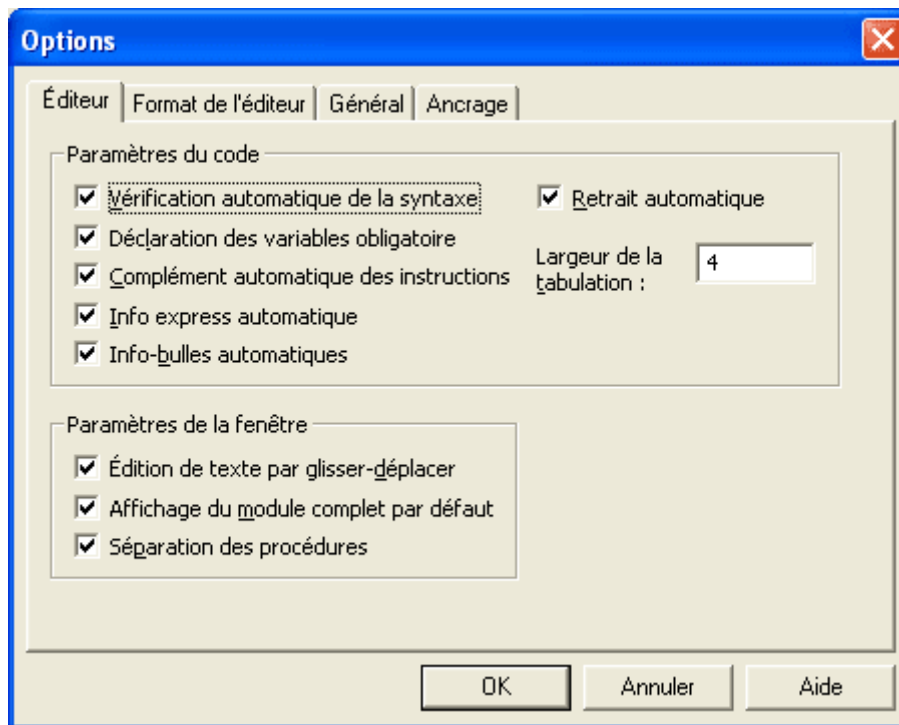 Options
Éditeur Format de l'éditeur Général Ancrage
Paramètres du code
Vérification automatique de la syntaxe
Déclaration des variables obligatoire
Complément automatique des instructions
Info express automatique
Info-bulles automatiques
Retrait automatique
Largeur de la
tabulation :
4
Paramètres de la fenêtre
Édition de texte par glisser-déplacer
Affichage du module complet par défaut
Séparation des procédures
OK Annuler Aide